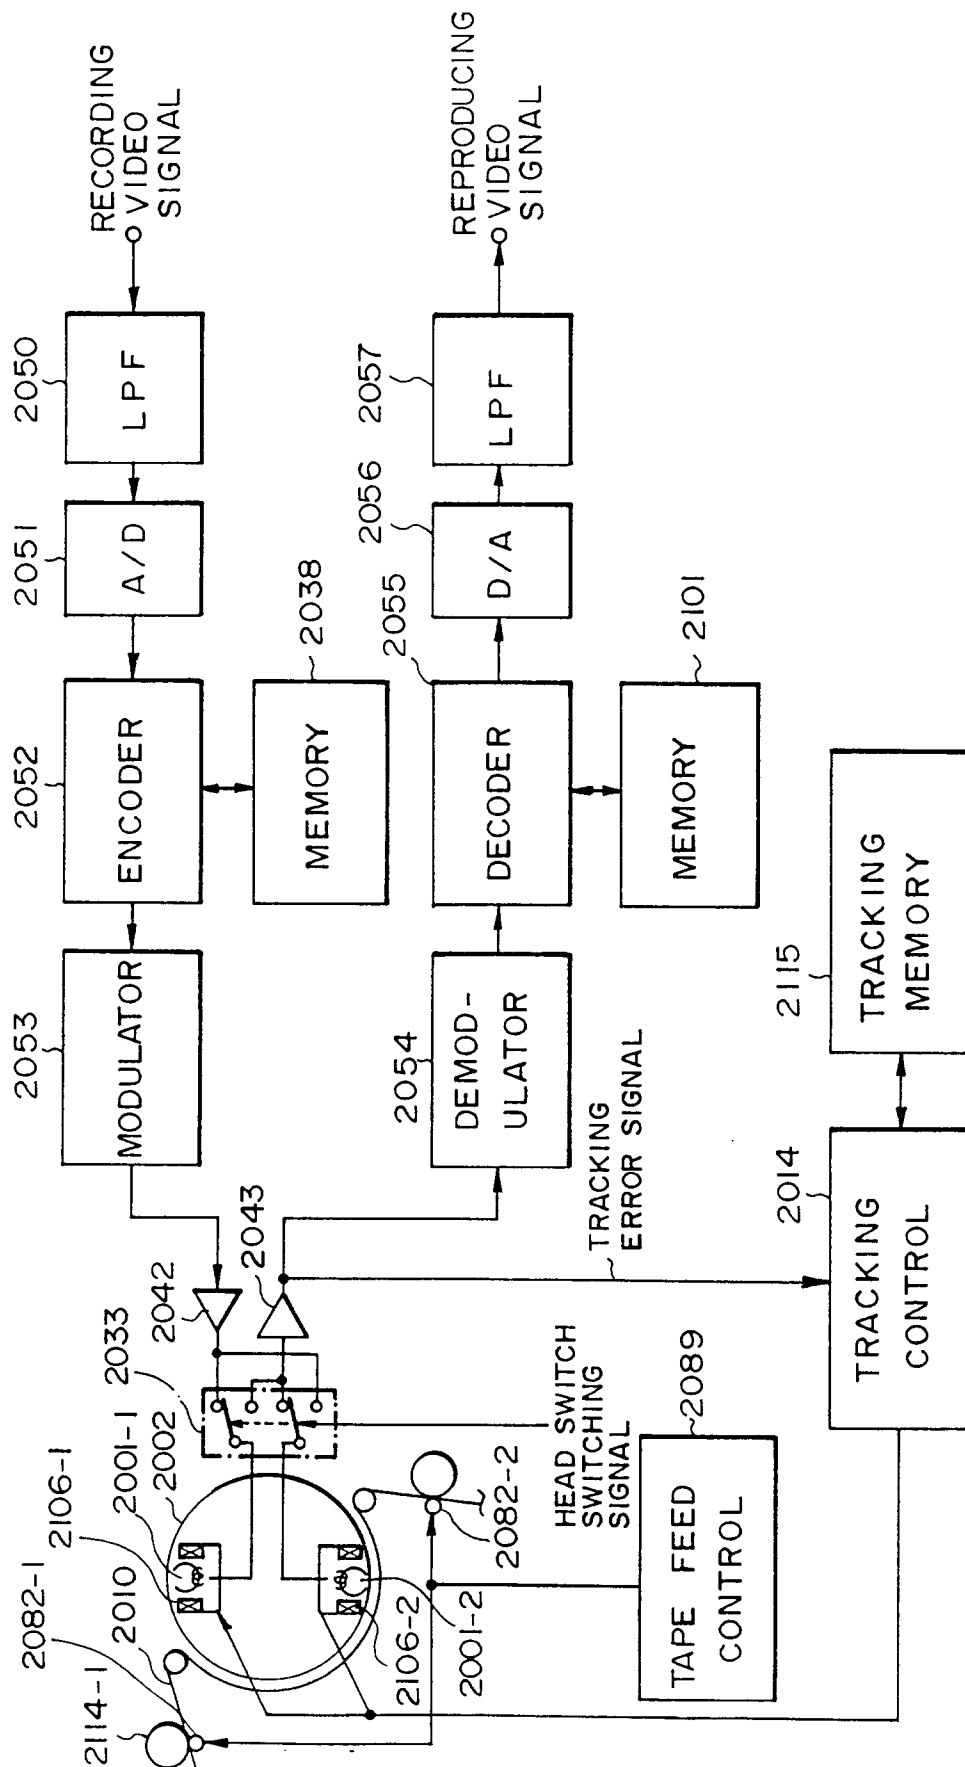 RECORDING
VIDEO
SIGNAL
2050
LPF
2051
A/D
2052
ENCODER
2038
MEMORY
2053
MODULATOR
2042
REPRODUCING
VIDEO
SIGNAL
2057
LPF
2056
D/A
2055
DECODER
2101
MEMORY
2054
DEMOD-
ULATOR
2043
2033
2002
2001-1
2106-1
2010
2082-1
2114-1
TRACKING
ERROR SIGNAL
HEAD SWITCH
SWITCHING
SIGNAL
2082-2
2001-2
2106-2
2115
TRACKING
MEMORY
2014
TRACKING
CONTROL
2089
TAPE FEED
CONTROL